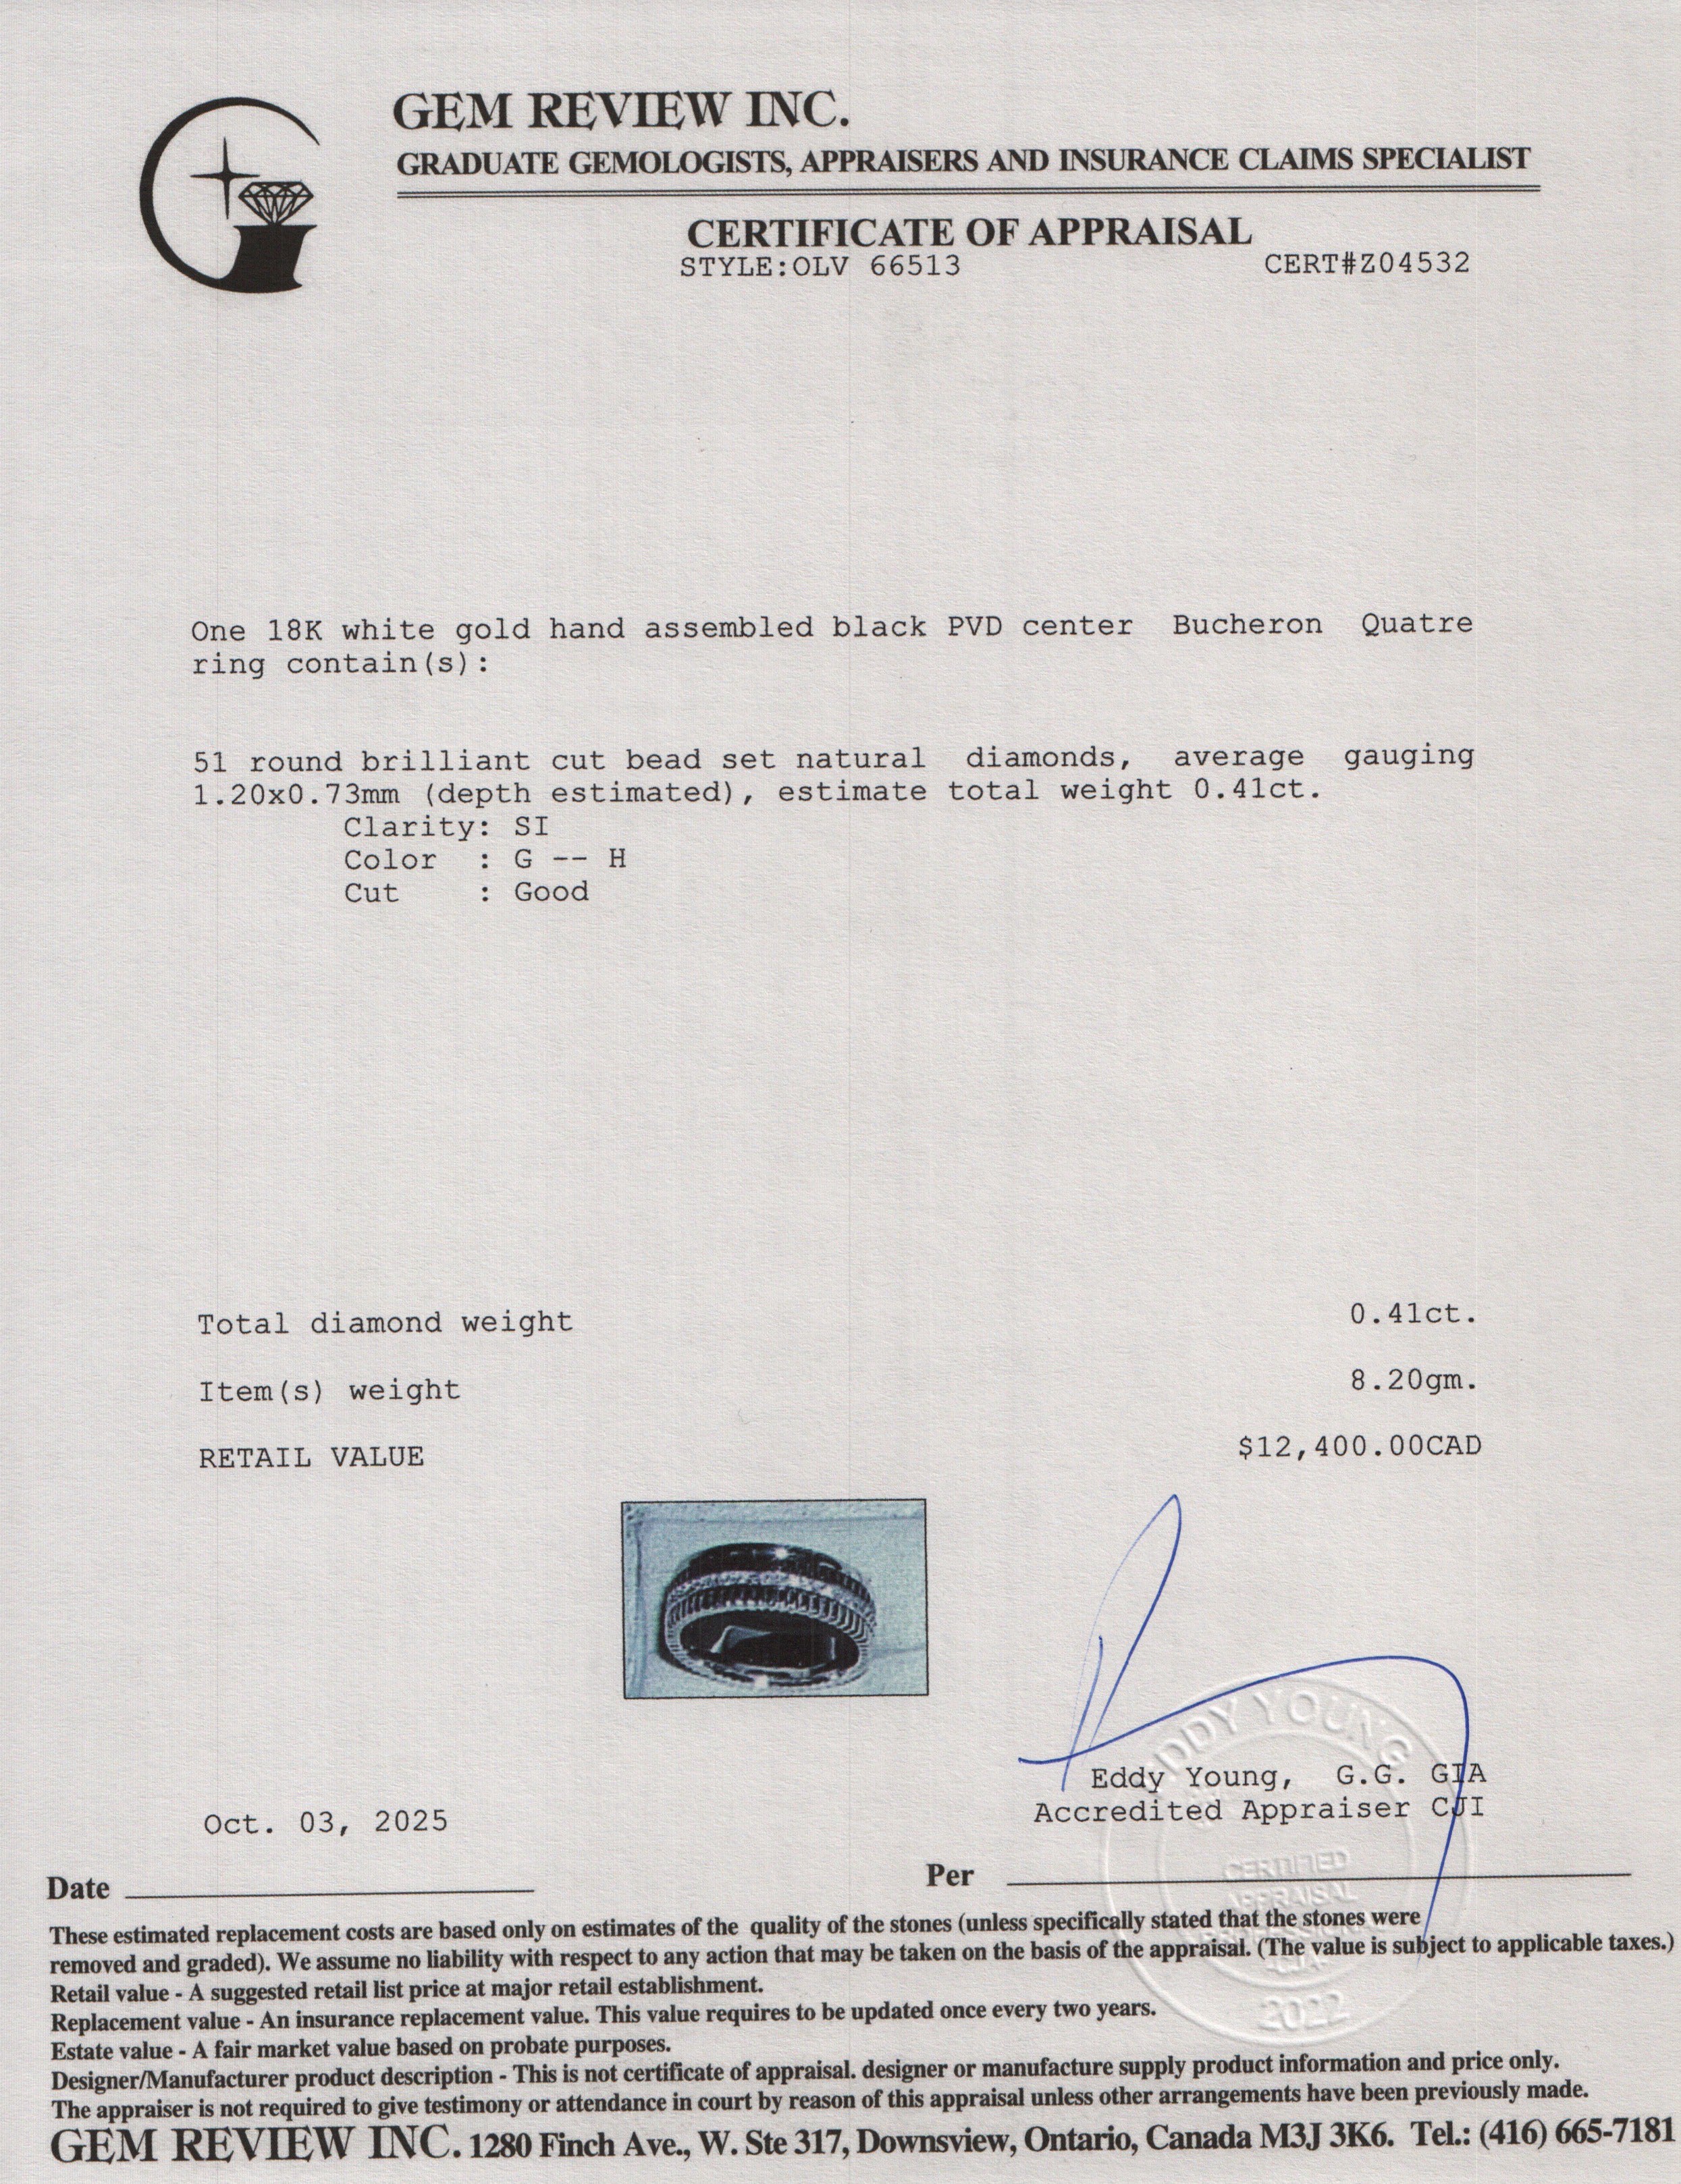 GEM REVIEW INC.
GRADUATE GEMOLOGISTS, APPRAISERS AND INSURANCE CLAIMS SPECIALIST
CERTIFICATE OF APPRAISAL
STYLE:OLV 66513 CERT#Z04532
One 18K white gold hand assembled black PVD center Bucheron Quatre
ring contain(s):
51 round brilliant cut bead set natural diamonds, average gauging
1.20x0.73mm (depth estimated), estimate total weight 0.41ct.
Clarity: SI
Color : G -- H
Cut : Good
Total diamond weight 0.41ct.
Item(s) weight 8.20gm.
RETAIL VALUE $12,400.00CAD
EDDY YOUNG
Eddy Young, G.G. GIA
Accredited Appraiser CJI
Oct. 03, 2025
CERTIFIED
APPRAISAL
2022
Date
Per
These estimated replacement costs are based only on estimates of the quality of the stones (unless specifically stated that the stones were
removed and graded). We assume no liability with respect to any action that may be taken on the basis of the appraisal. (The value is subject to applicable taxes.)
Retail value - A suggested retail list price at major retail establishment.
Replacement value - An insurance replacement value. This value requires to be updated once every two years.
Estate value - A fair market value based on probate purposes.
Designer/Manufacturer product description - This is not certificate of appraisal. designer or manufacture supply product information and price only.
The appraiser is not required to give testimony or attendance in court by reason of this appraisal unless other arrangements have been previously made.
GEM REVIEW INC. 1280 Finch Ave., W. Ste 317, Downsview, Ontario, Canada M3J 3K6. Tel.: (416) 665-7181